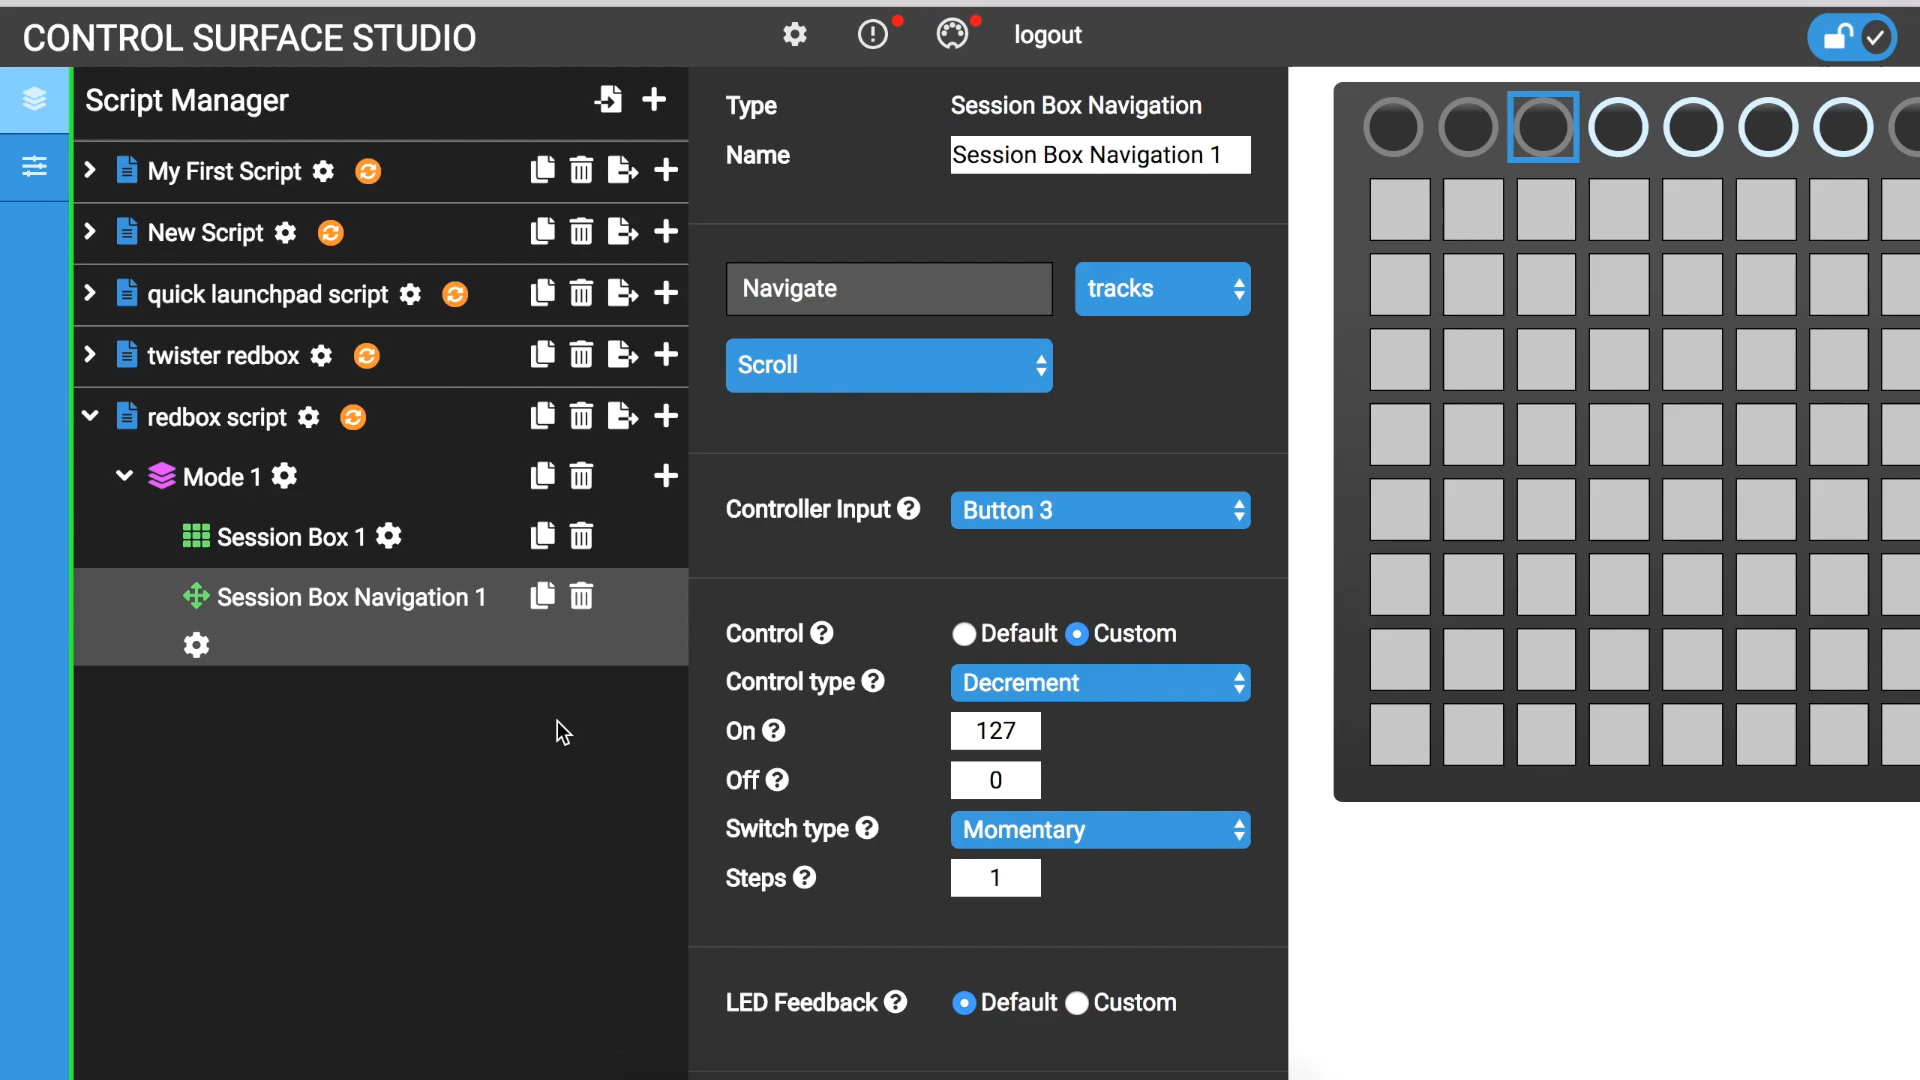 CONTROL SURFACE STUDIO
logout
Script Manager
My First Script
New Script
quick launchpad script
twister redbox
redbox script
Mode 1
Session Box 1
Session Box Navigation 1
Type Session Box Navigation
Name Session Box Navigation 1
Navigate tracks
Scroll
Controller Input Button 3
Control Default Custom
Control type Decrement
On 127
Off 0
Switch type Momentary
Steps 1
LED Feedback Default Custom